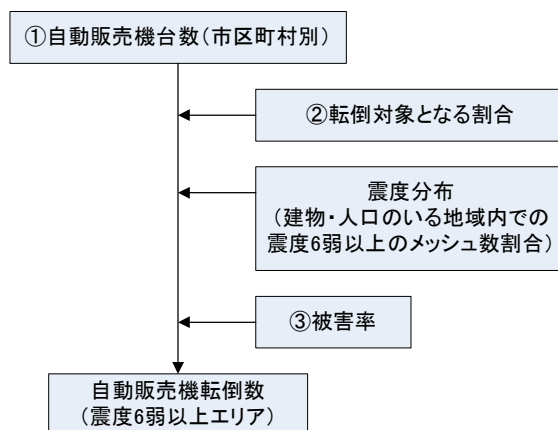 ①自動販売機台数(市区町村別)
②転倒対象となる割合
震度分布
(建物・人口のいる地域内での
震度6弱以上のメッシュ数割合)
③被害率
自動販売機転倒数
(震度6弱以上エリア)